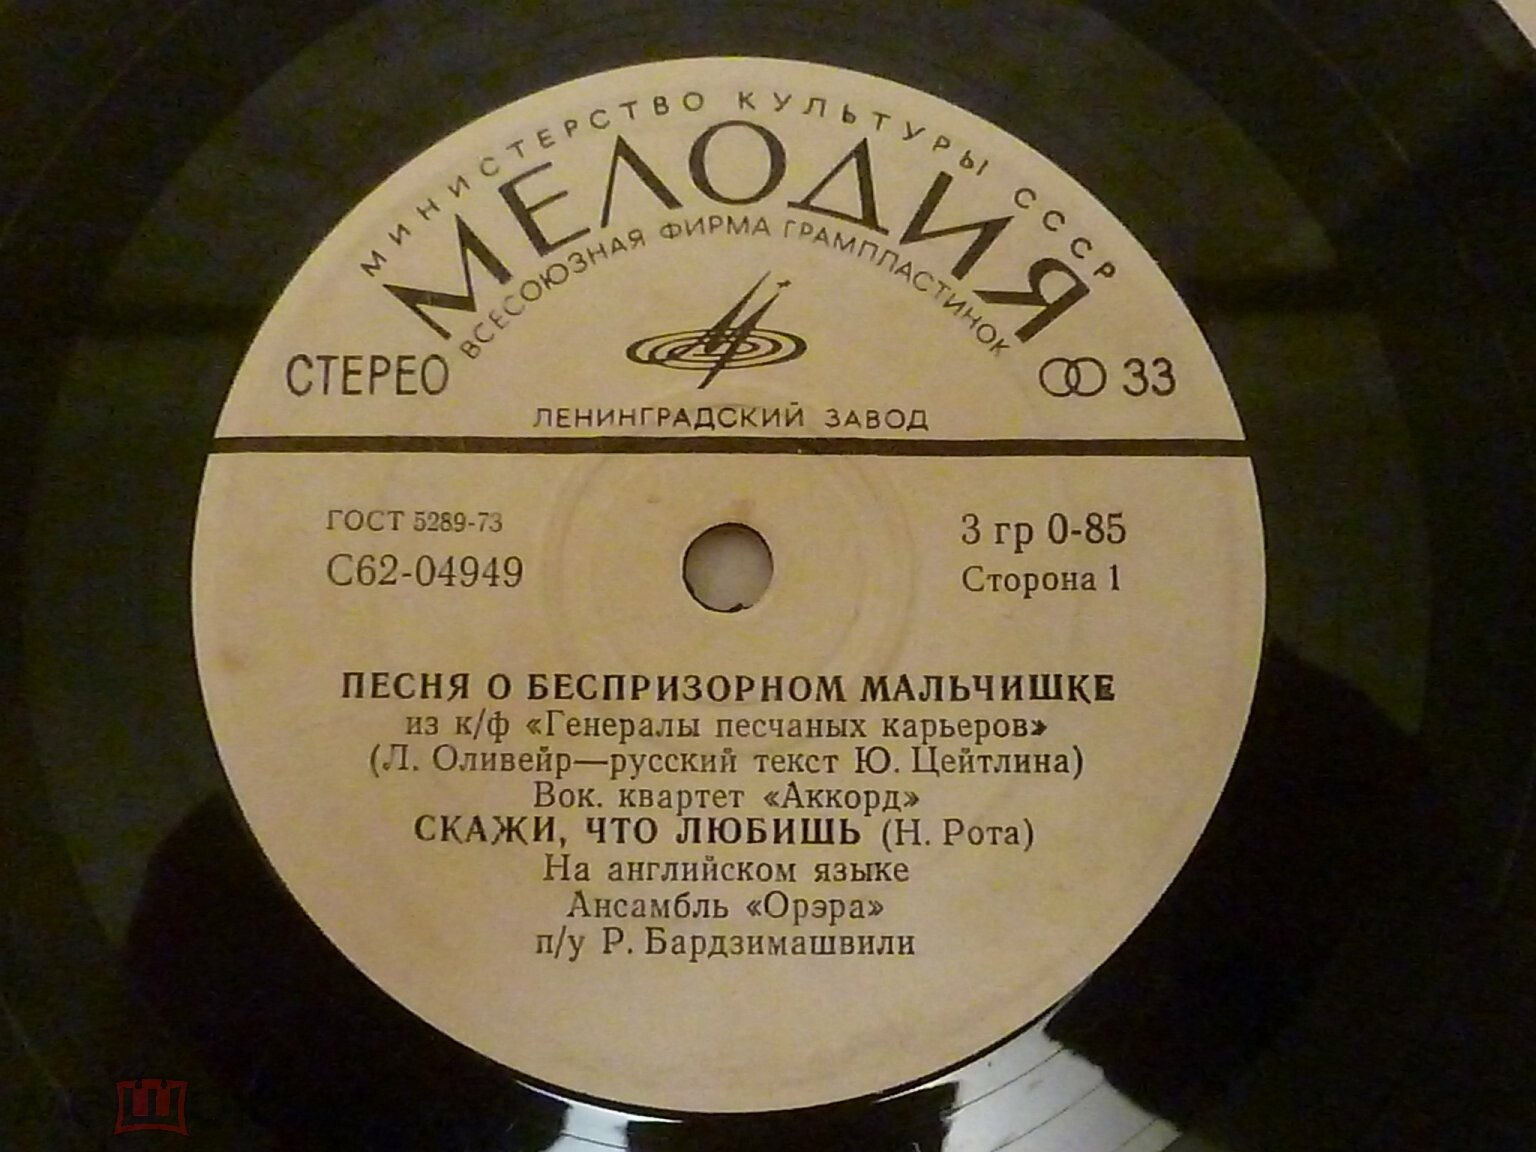 МИНИСТЕРСТВО КУЛЬТУРЫ СССР
МЕЛОДИЯ
ВСЕСОЮЗНАЯ ФИРМА ГРАМПЛАСТИНОК
СТЕРЕО 33
ЛЕНИНГРАДСКИЙ ЗАВОД
ГОСТ 5289-73
С62-04949
3 гр 0-85
Сторона 1
ПЕСНЯ О БЕСПРИЗОРНОМ МАЛЬЧИШКЕ
из к/ф «Генералы песчаных карьеров»
(Л. Оливейр—русский текст Ю. Цейтлина)
Вок. квартет «Аккорд»
СКАЖИ, ЧТО ЛЮБИШЬ (Н. Рота)
На английском языке
Ансамбль «Орэра»
п/у Р. Бардзимашвили